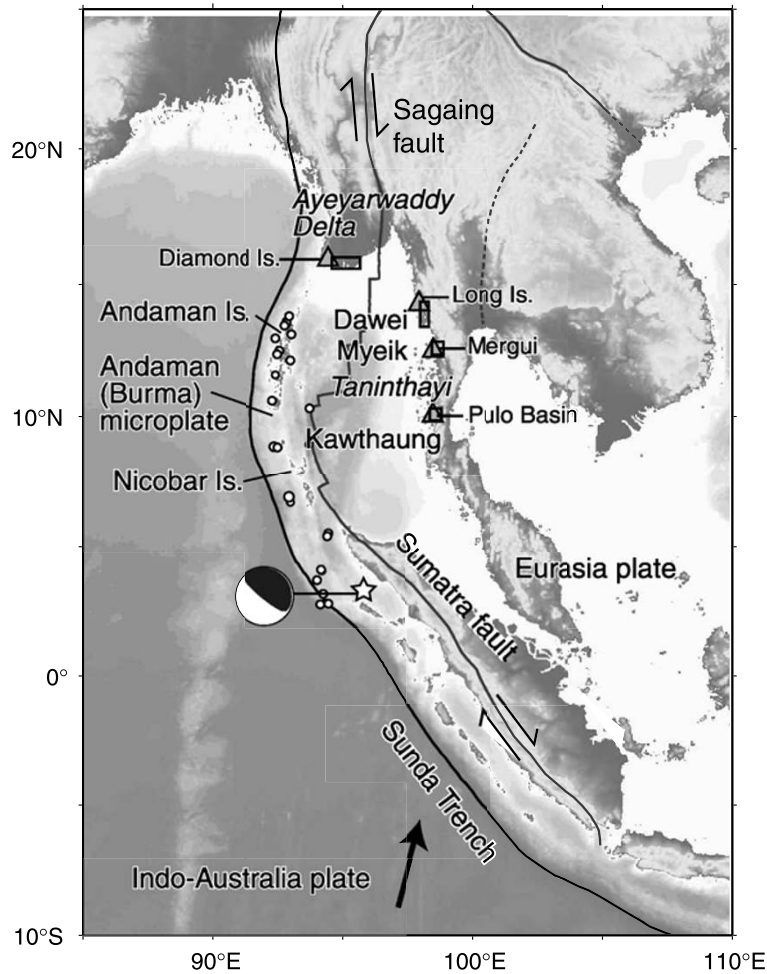 Sagaing
fault
20°N
Ayeyarwaddy
Delta
Diamond Is.
Long Is.
Andaman Is.
Dawei
Myeik
Mergui
Andaman
(Burma)
microplate
Taninthayi
10°N
Pulo Basin
Kawthaung
Nicobar Is.
Sumatra fault
Eurasia plate
0°
Sunda Trench
Indo-Australia plate
10°S
90°E
100°E
110°E